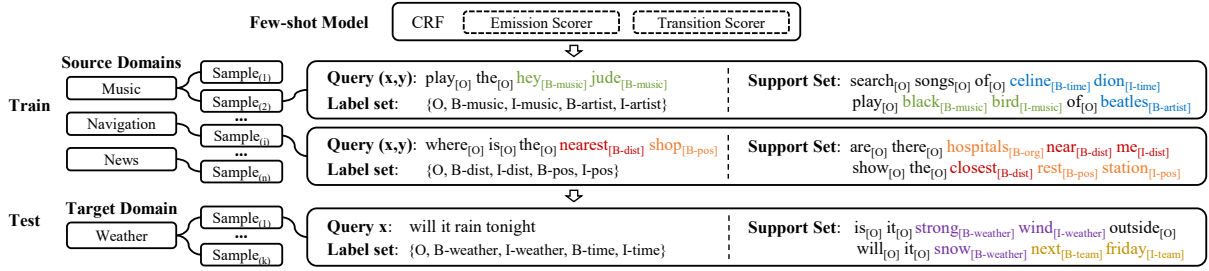 Few-shot Model CRF Emission Scorer Transition Scorer
Source Domains
Train
Music
Navigation
News
Sample(1)
Sample(2)
...
Sample(i)
...
Sample(n)
Query (x,y): play[O] the[O] hey[B-music] jude[B-music]
Label set: {O, B-music, I-music, B-artist, I-artist}
Support Set: search[O] songs[O] of[O] celine[B-time] dion[I-time]
play[O] black[B-music] bird[I-music] of[O] beatles[B-artist]
Query (x,y): where[O] is[O] the[O] nearest[B-dist] shop[B-pos]
Label set: {O, B-dist, I-dist, B-pos, I-pos}
Support Set: are[O] there[O] hospitals[B-org] near[B-dist] me[I-dist]
show[O] the[O] closest[B-dist] rest[B-pos] station[I-pos]
Test
Target Domain
Weather
Sample(1)
...
Sample(k)
Query x: will it rain tonight
Label set: {O, B-weather, I-weather, B-time, I-time}
Support Set: is[O] it[O] strong[B-weather] wind[I-weather] outside[O]
will[O] it[O] snow[B-weather] next[B-team] friday[I-team]